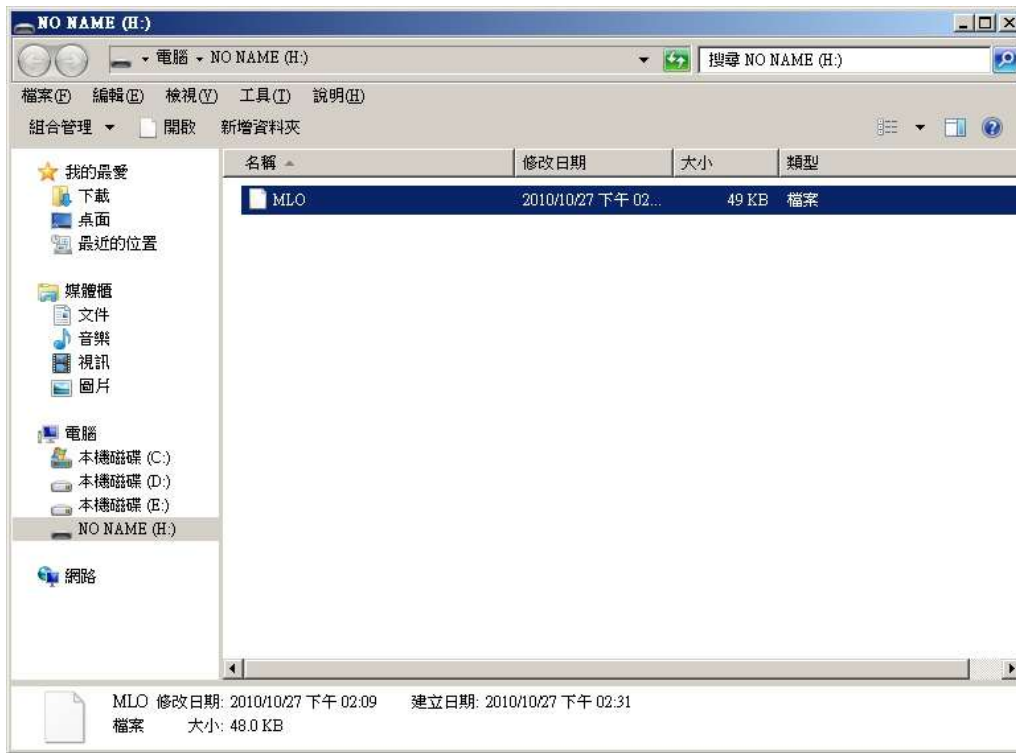 NO NAME (H:)
電腦 NO NAME (H:)
搜尋 NO NAME (H:)
檔案(F) 編輯(E) 檢視(V) 工具(T) 說明(H)
組合管理 開啟 新增資料夾
我的最愛
下載
桌面
最近的位置
媒體櫃
文件
音樂
視訊
圖片
電腦
本機磁碟 (C:)
本機磁碟 (D:)
本機磁碟 (E:)
NO NAME (H:)
網路
名稱 修改日期 大小 類型
MLO 2010/10/27 下午 02... 49 KB 檔案
MLO 修改日期: 2010/10/27 下午 02:09 建立日期: 2010/10/27 下午 02:31
檔案 大小: 48.0 KB